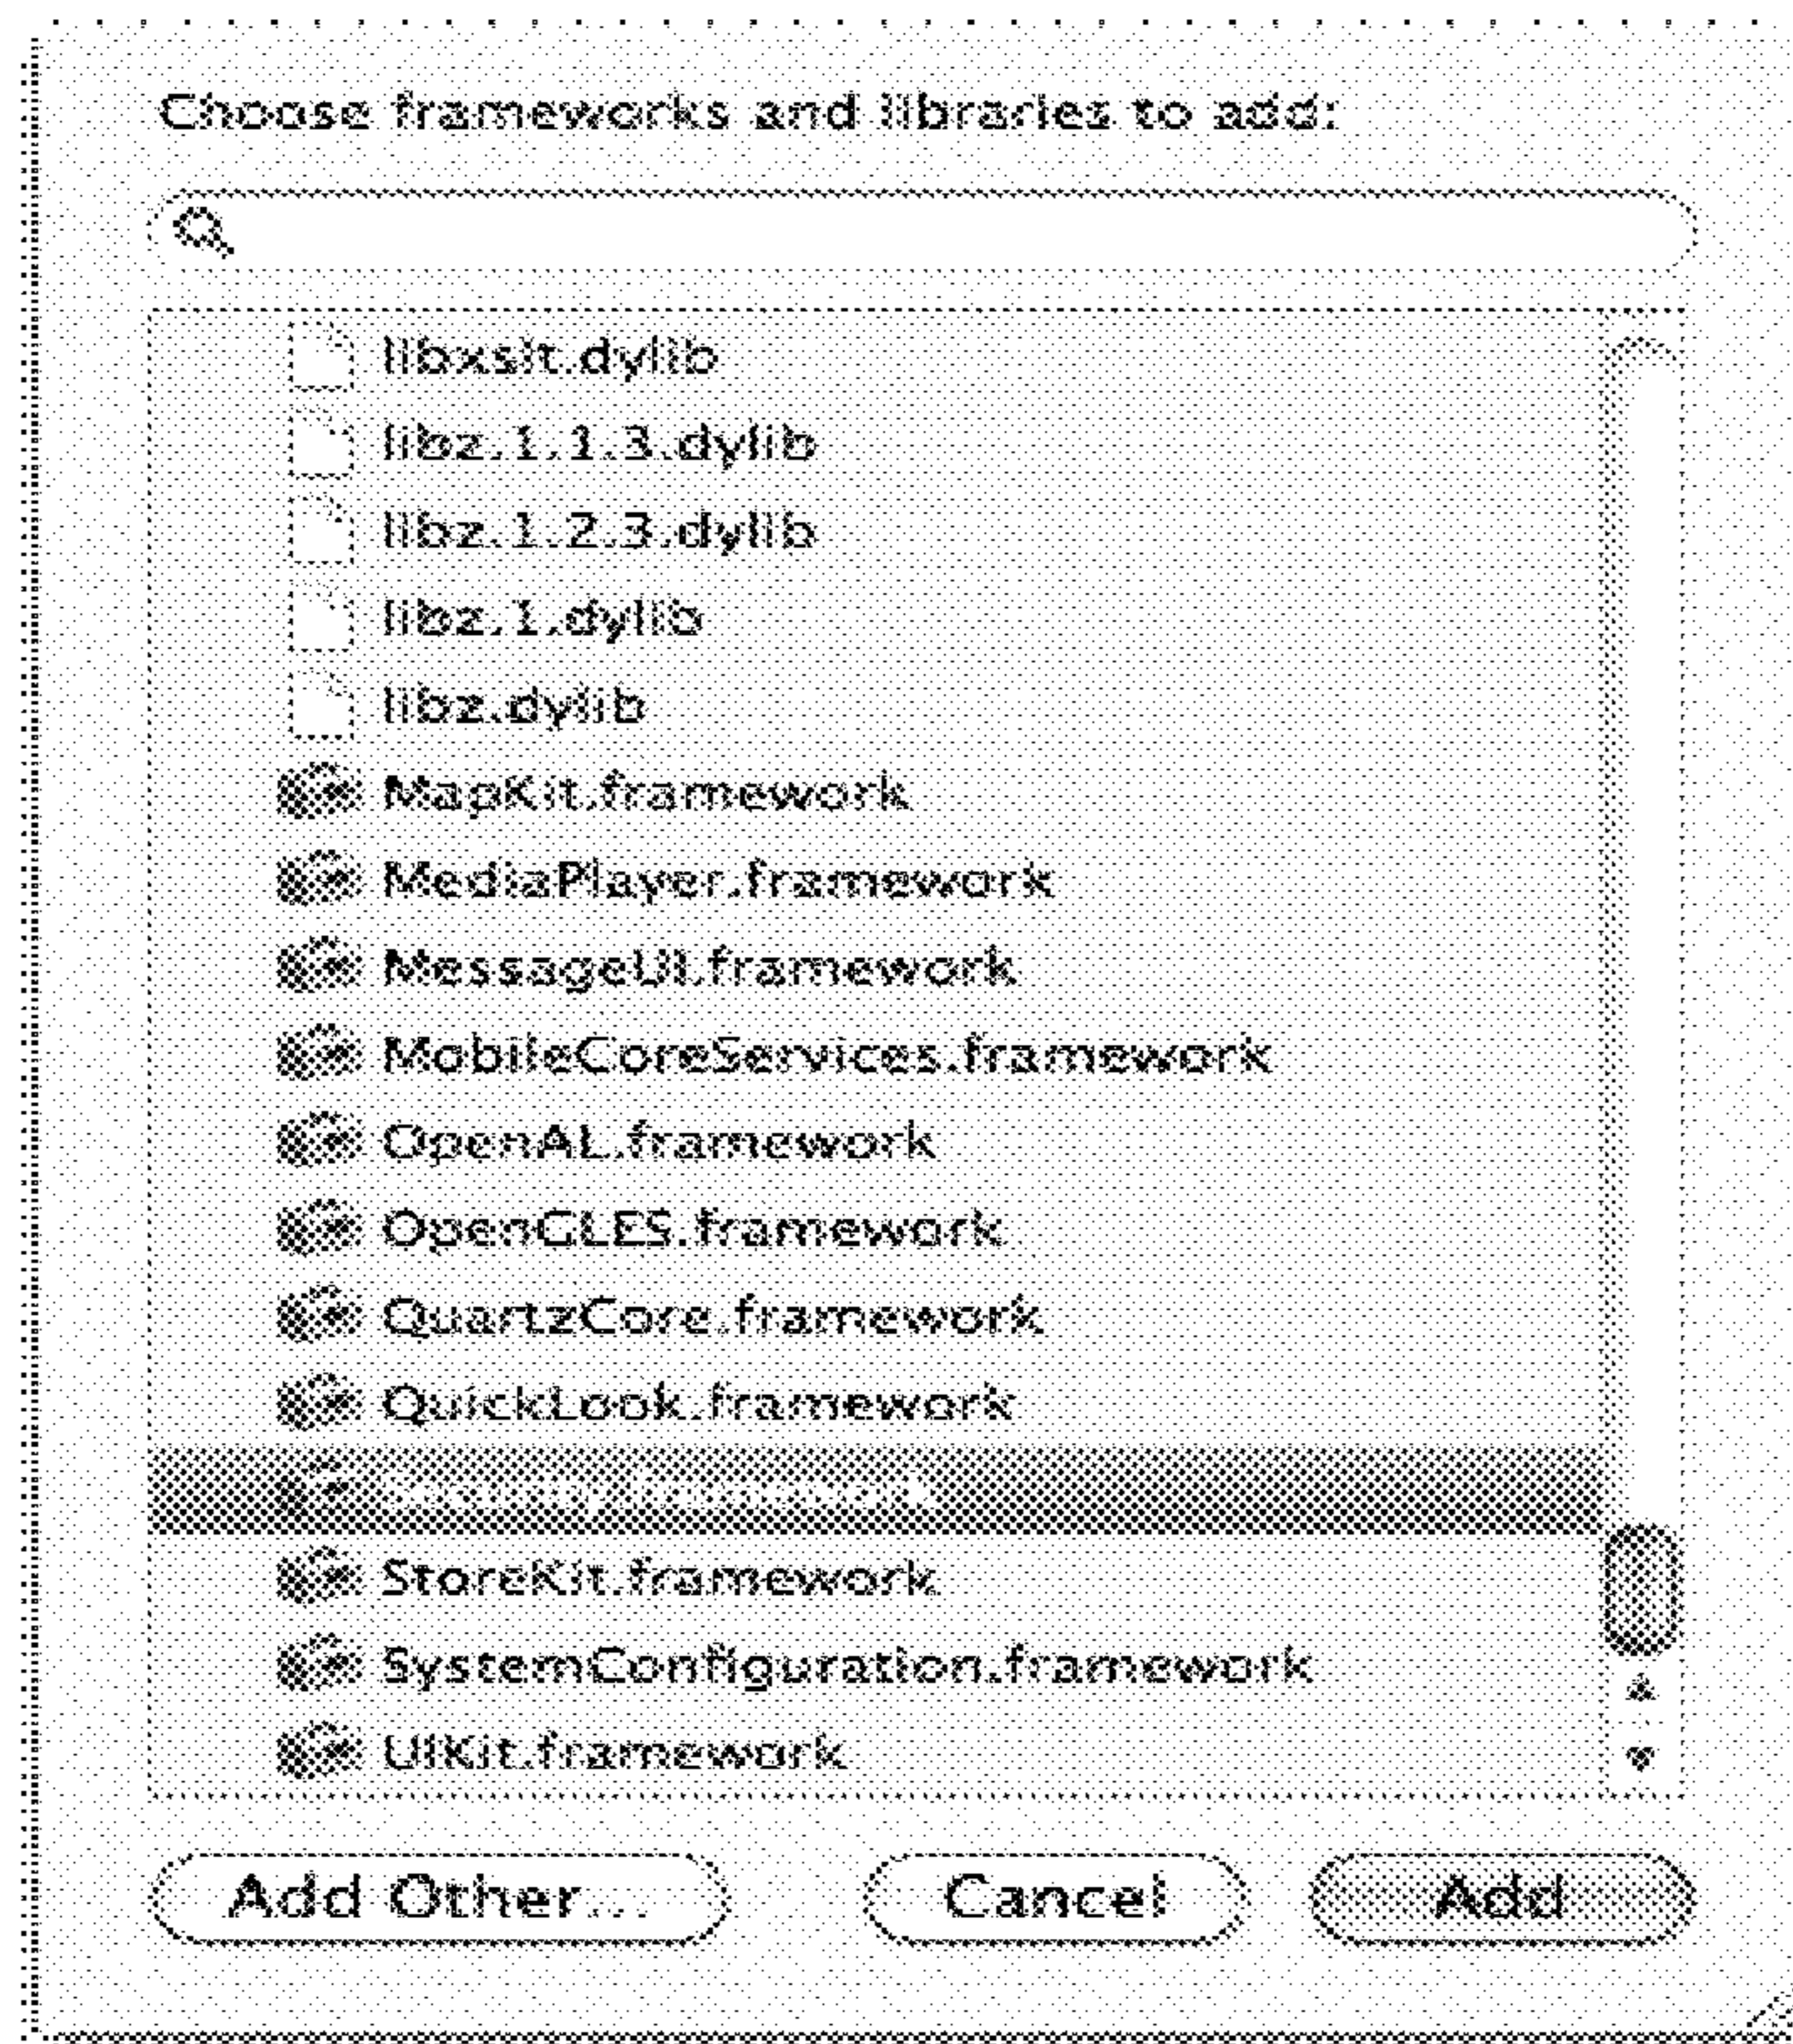 Choose frameworks and libraries to add:
libxslt.dylib
libz.1.1.3.dylib
libz.1.2.3.dylib
libz.1.dylib
libz.dylib
MapKit.framework
MediaPlayer.framework
MessageUI.framework
MobileCoreServices.framework
OpenAL.framework
OpenGLES.framework
QuartzCore.framework
QuickLook.framework
Security.framework
StoreKit.framework
SystemConfiguration.framework
UIKit.framework
Add Other... Cancel Add